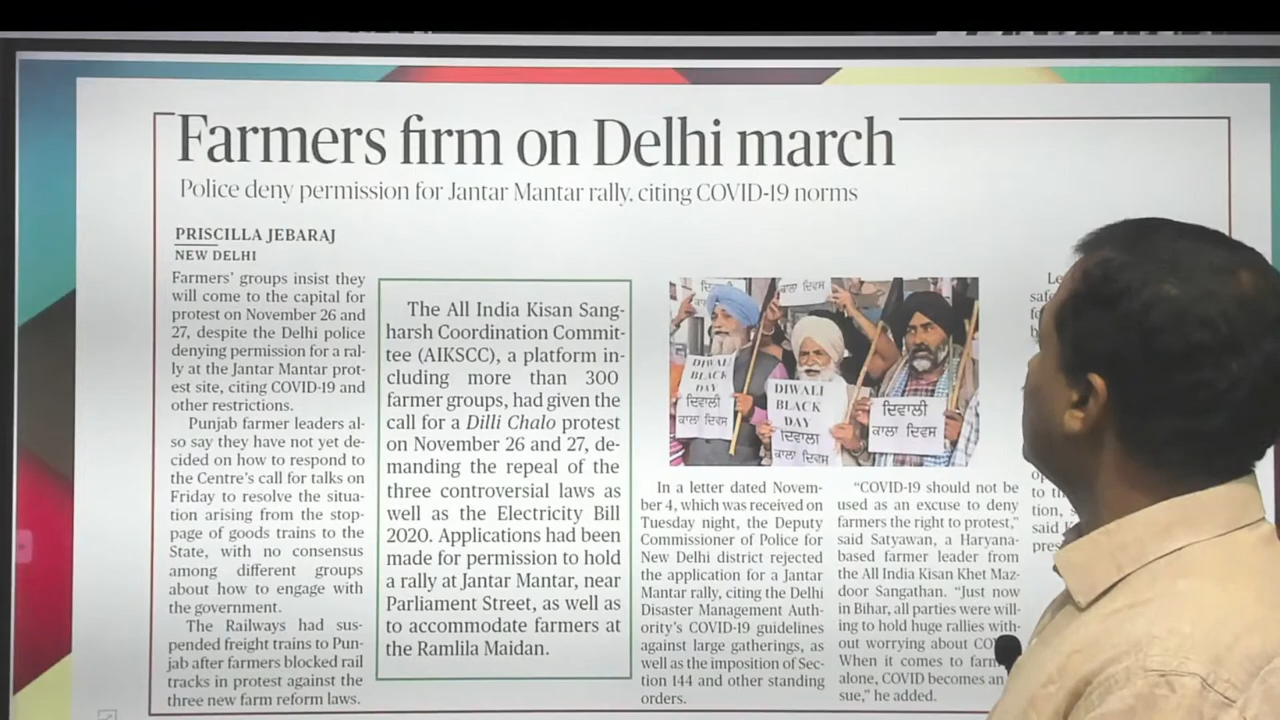 Farmers firm on Delhi march
Police deny permission for Jantar Mantar rally, citing COVID-19 norms
PRISCILLA JEBARAJ
NEW DELHI
Farmers' groups insist they
will come to the capital for
protest on November 26 and
27, despite the Delhi police
denying permission for a ral-
ly at the Jantar Mantar prot-
est site, citing COVID-19 and
other restrictions.
Punjab farmer leaders al-
so say they have not yet de-
cided on how to respond to
the Centre's call for talks on
Friday to resolve the situa-
tion arising from the stop-
page of goods trains to the
State, with no consensus
among different groups
about how to engage with
the government.
The Railways had sus-
pended freight trains to Pun-
jab after farmers blocked rail
tracks in protest against the
three new farm reform laws.
The All India Kisan Sang-
harsh Coordination Commit-
tee (AIKSCC), a platform in-
cluding more than 300
farmer groups, had given the
call for a Dilli Chalo protest
on November 26 and 27, de-
manding the repeal of the
three controversial laws as
well as the Electricity Bill
2020. Applications had been
made for permission to hold
a rally at Jantar Mantar, near
Parliament Street, as well as
to accommodate farmers at
the Ramlila Maidan.
ਕਾਲਾ ਦਿਵਸ
DIWALI
BLACK
DAY
ਦਿਵਾਲੀ
ਕਾਲਾ ਦਿਵਸ
DIWALI
BLACK
DAY
ਦਿਵਾਲੀ
ਕਾਲਾ ਦਿਵਸ
ਦਿਵਾਲੀ
ਕਾਲਾ ਦਿਵਸ
In a letter dated Novem-
ber 4, which was received on
Tuesday night, the Deputy
Commissioner of Police for
New Delhi district rejected
the application for a Jantar
Mantar rally, citing the Delhi
Disaster Management Auth-
ority's COVID-19 guidelines
against large gatherings, as
well as the imposition of Sec-
tion 144 and other standing
orders.
"COVID-19 should not be
used as an excuse to deny
farmers the right to protest,"
said Satyawan, a Haryana-
based farmer leader from
the All India Kisan Khet Maz-
door Sangathan. "Just now
in Bihar, all parties were will-
ing to hold huge rallies with-
out worrying about
When it comes to
alone, COVID becomes an
sue," he added.
to
tion,
said